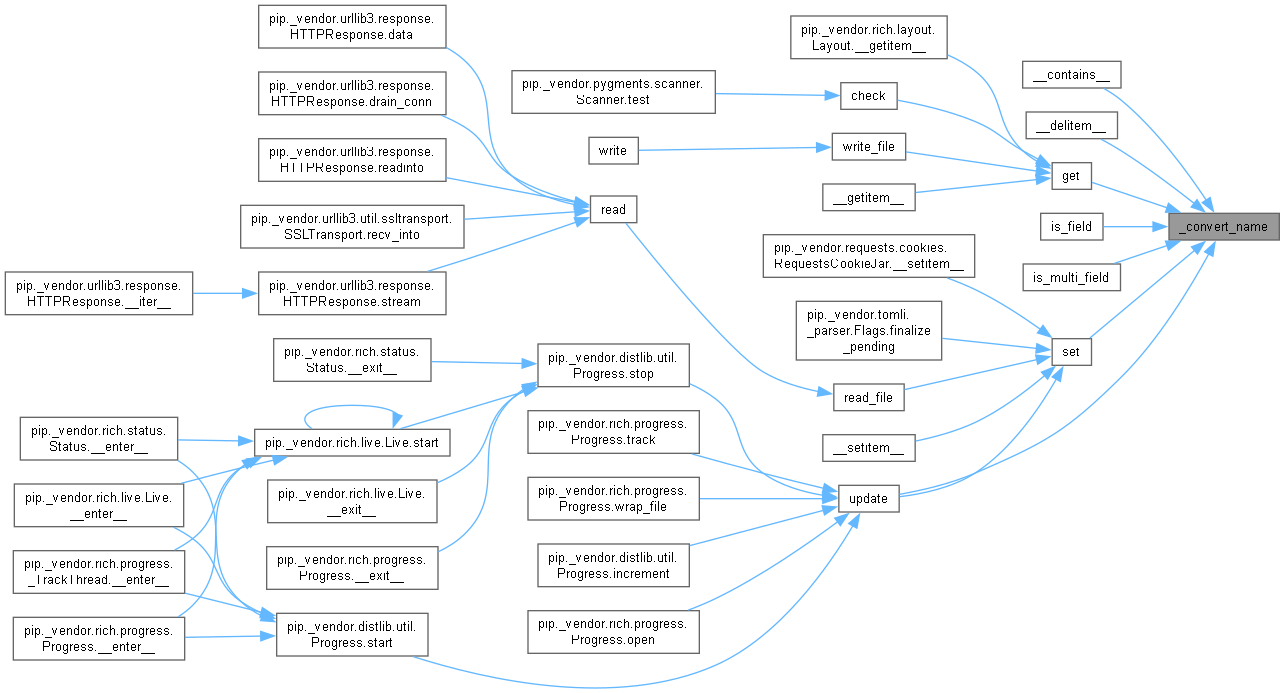 pip._vendor.urllib3.response.
HTTPResponse.data
pip._vendor.urllib3.response.
HTTPResponse.drain_conn
pip._vendor.urllib3.response.
HTTPResponse.readinto
pip._vendor.urllib3.util.ssltransport.
SSLTransport.recv_into
pip._vendor.urllib3.response.
HTTPResponse.__iter__
pip._vendor.urllib3.response.
HTTPResponse.stream
pip._vendor.rich.status.
Status.__exit__
pip._vendor.rich.status.
Status.__enter__
pip._vendor.rich.live.Live.start
pip._vendor.rich.live.Live.
__enter__
pip._vendor.rich.live.Live.
__exit__
pip._vendor.rich.progress.
_TrackThread.__enter__
pip._vendor.rich.progress.
Progress.__exit__
pip._vendor.rich.progress.
Progress.__enter__
pip._vendor.distlib.util.
Progress.start
pip._vendor.pygments.scanner.
Scanner.test
write
read
pip._vendor.distlib.util.
Progress.stop
pip._vendor.rich.progress.
Progress.track
pip._vendor.rich.progress.
Progress.wrap_file
pip._vendor.distlib.util.
Progress.increment
pip._vendor.rich.progress.
Progress.open
pip._vendor.rich.layout.
Layout.__getitem__
check
write_file
__getitem__
pip._vendor.requests.cookies.
RequestsCookieJar.__setitem__
pip._vendor.tomli.
_parser.Flags.finalize
_pending
read_file
__setitem__
update
__contains__
__delitem__
get
is_field
is_multi_field
set
_convert_name